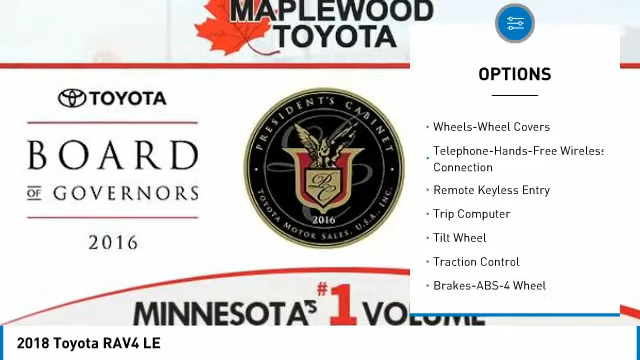 MAPLEWOOD
TOYOTA
TOYOTA
BOARD
OF GOVERNORS
2016
PRESIDENT'S CABINET
2016
TOYOTA MOTOR SALES, U.S.A., INC.
MINNESOTA'S #1 VOLUME
OPTIONS
Wheels-Wheel Covers
Telephone-Hands-Free Wireless
Connection
Remote Keyless Entry
Trip Computer
Tilt Wheel
Traction Control
Brakes-ABS-4 Wheel
2018 Toyota RAV4 LE